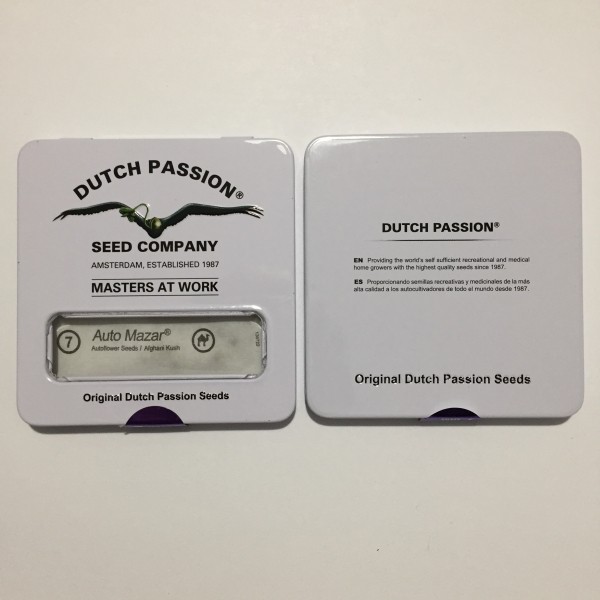 DUTCH PASSION®
SEED COMPANY
AMSTERDAM, ESTABLISHED 1987
MASTERS AT WORK
7
Auto Mazar®
Autoflower Seeds / Afghani Kush
Original Dutch Passion Seeds
DUTCH PASSION®
EN Providing the world's self sufficient recreational and medical
home growers with the highest quality seeds since 1987.
ES Proporcionando semillas recreativas y medicinales de la más
alta calidad a los autocultivadores de todo el mundo desde 1987.
Original Dutch Passion Seeds